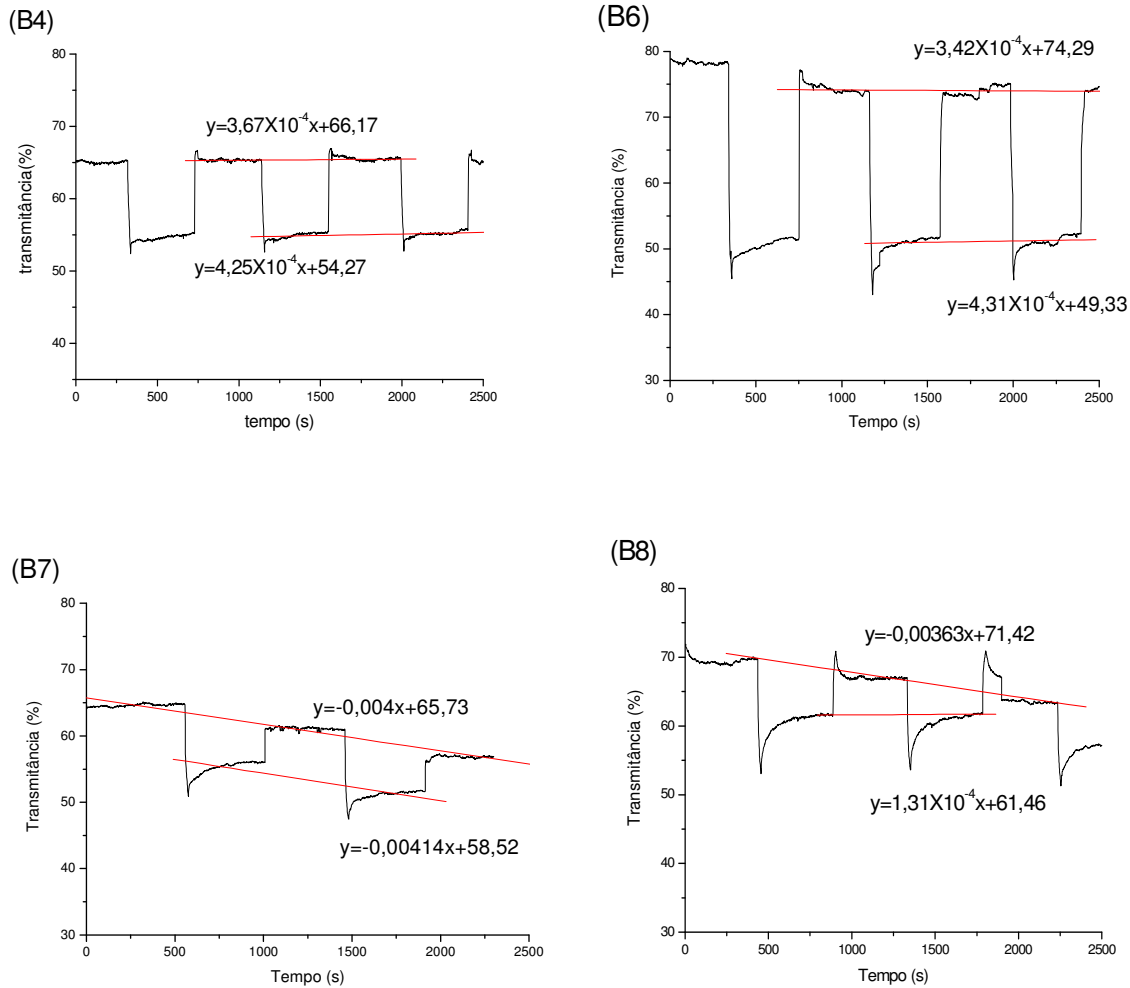 (B4)
80
70
60
50
40
transmitância(%)
y=3,67X10⁻⁴x+66,17
y=4,25X10⁻⁴x+54,27
0 500 1000 1500 2000 2500
tempo (s)
(B6)
80
70
60
50
40
30
Transmitância (%)
y=3,42X10⁻⁴x+74,29
y=4,31X10⁻⁴x+49,33
0 500 1000 1500 2000 2500
Tempo (s)
(B7)
80
70
60
50
40
30
Transmitância (%)
y=-0,004x+65,73
y=-0,00414x+58,52
0 500 1000 1500 2000 2500
Tempo (s)
(B8)
80
70
60
50
40
30
Transmitância (%)
y=-0,00363x+71,42
y=1,31X10⁻⁴x+61,46
0 500 1000 1500 2000 2500
Tempo (s)